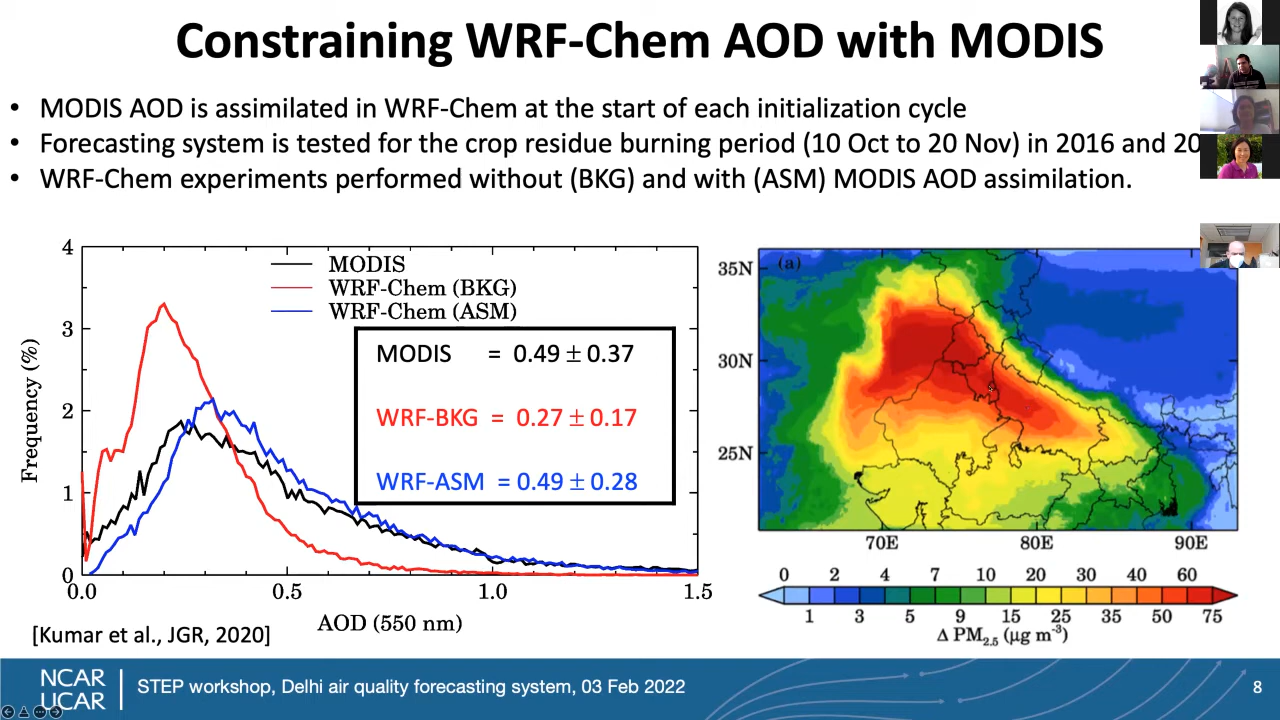 Constraining WRF-Chem AOD with MODIS
• MODIS AOD is assimilated in WRF-Chem at the start of each initialization cycle
• Forecasting system is tested for the crop residue burning period (10 Oct to 20 Nov) in 2016 and 20
• WRF-Chem experiments performed without (BKG) and with (ASM) MODIS AOD assimilation.
4
3
2
1
0
Frequency (%)
MODIS
WRF-Chem (BKG)
WRF-Chem (ASM)
MODIS = 0.49 ± 0.37
WRF-BKG = 0.27 ± 0.17
WRF-ASM = 0.49 ± 0.28
0.0 0.5 1.0 1.5
AOD (550 nm)
[Kumar et al., JGR, 2020]
(a)
35N
30N
25N
70E 80E 90E
0 2 4 7 10 20 30 40 60
1 3 5 9 15 25 35 50 75
Δ PM2.5 (µg m⁻³)
NCAR
UCAR
STEP workshop, Delhi air quality forecasting system, 03 Feb 2022
8